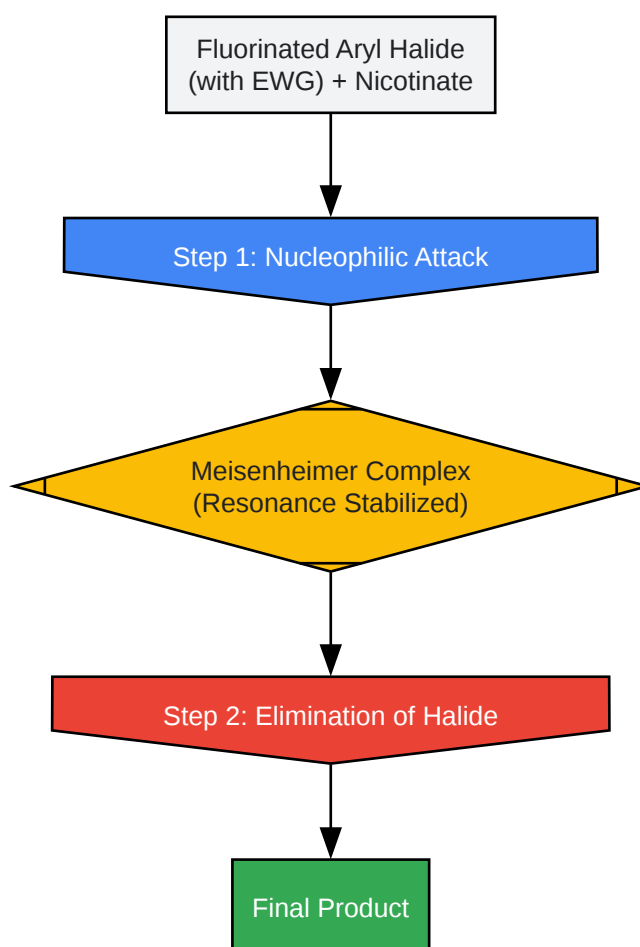 Fluorinated Aryl Halide
(with EWG) + Nicotinate
Step 1: Nucleophilic Attack
Meisenheimer Complex
(Resonance Stabilized)
Step 2: Elimination of Halide
Final Product